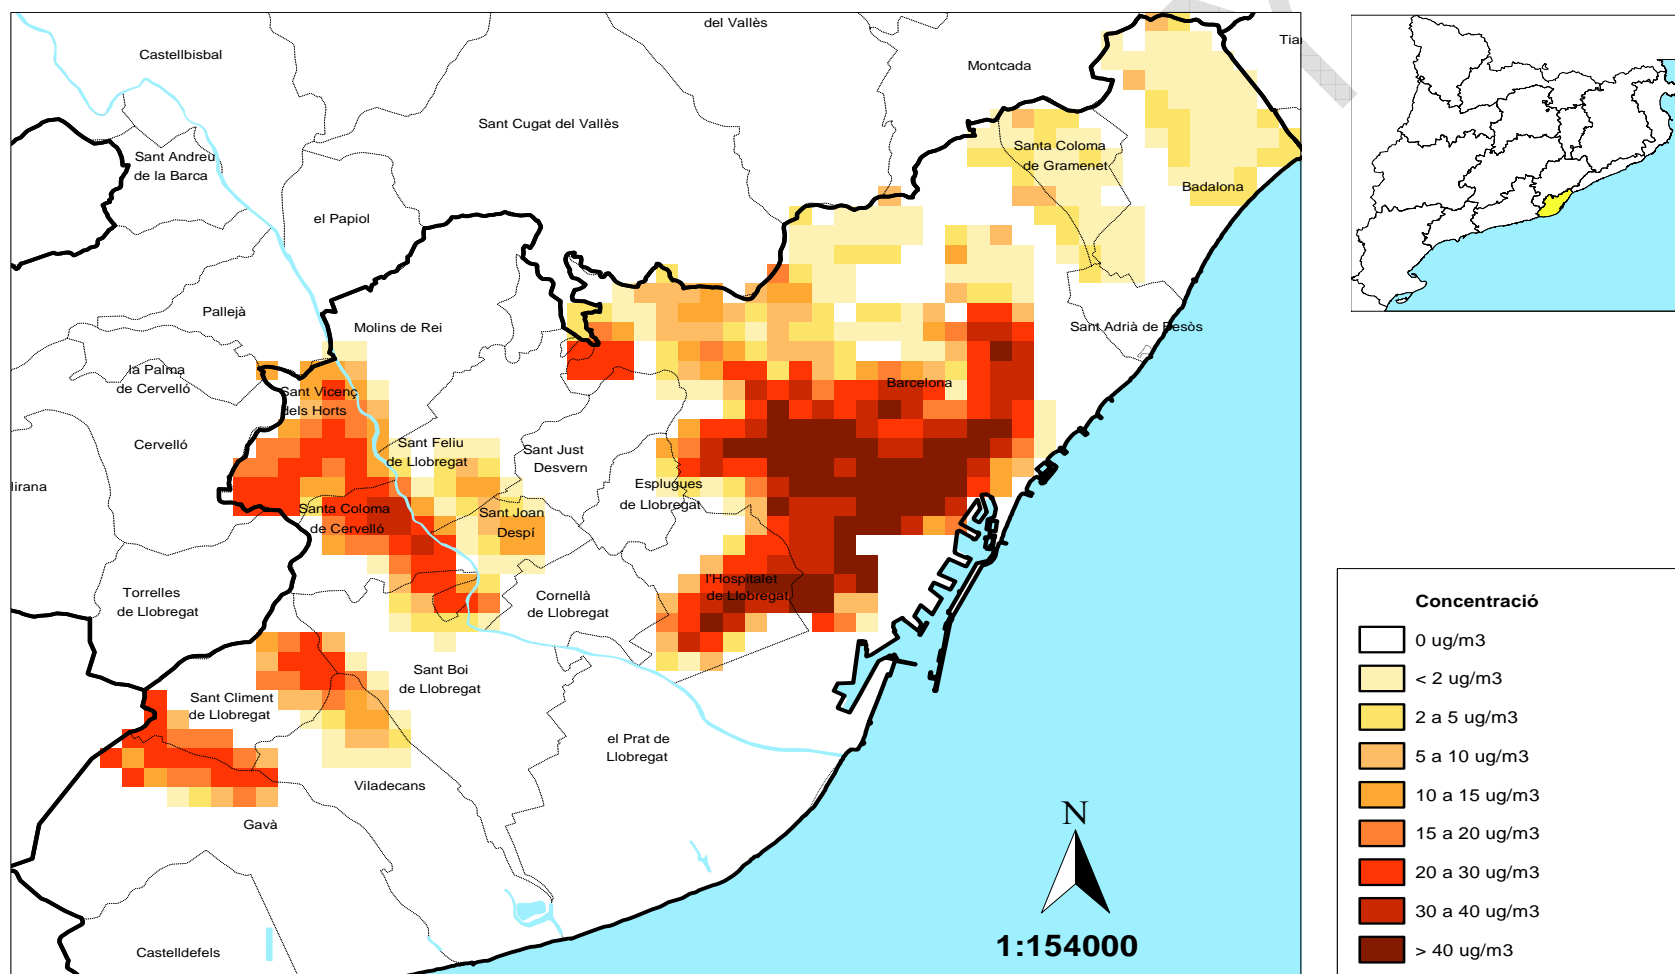 del Vallès
Tian
Castellbisbal
Montcada
Sant Cugat del Vallès
Santa Coloma
de Gramenet
Sant Andreu
de la Barca
Badalona
el Papiol
Pallejà
Molins de Rei
Sant Adrià de Besòs
la Palma
de Cervelló
Sant Vicenç
dels Horts
Barcelona
Cervelló
Sant Feliu
de Llobregat
Sant Just
Desvern
lirana
Esplugues
de Llobregat
Santa Coloma
de Cervelló
Sant Joan
Despí
Torrelles
de Llobregat
Cornellà
de Llobregat
l'Hospitalet
de Llobregat
Sant Boi
de Llobregat
Sant Climent
de Llobregat
el Prat de
Llobregat
Viladecans
Gavà
Castelldefels
N
1:154000
Concentració
0 ug/m3
< 2 ug/m3
2 a 5 ug/m3
5 a 10 ug/m3
10 a 15 ug/m3
15 a 20 ug/m3
20 a 30 ug/m3
30 a 40 ug/m3
> 40 ug/m3